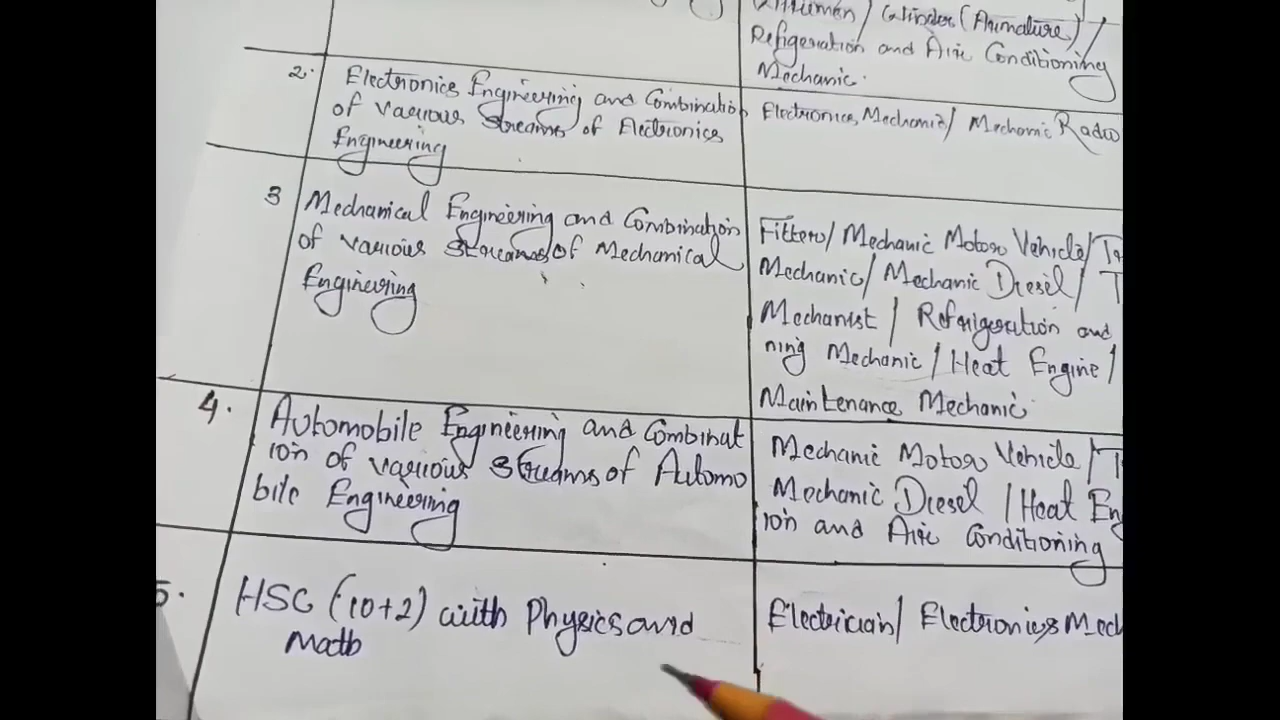 Refigeration and Air Conditioning
Mechanic.
2. Electronics Engineering and Combination
of various streams of Electronics
Engineering
Electronics Mechanic/ Mechanic Radio
3 Mechanical Engineering and Combination
of various streams of Mechanical
Engineering
Fitter/ Mechanic Motor Vehicle/
Mechanic/ Mechanic Diesel/
Mechanist / Refrigeration and
ning Mechanic / Heat Engine/
Maintenance Mechanic
4. Automobile Engineering and Combinat
ion of various streams of Automo
bile Engineering
Mechanic Motor Vehicle /
Mechanic Diesel /Heat En
ion and Air Conditioning
5. HSC (10+2) with Physics and
Math
Electrician/ Electronics Mech